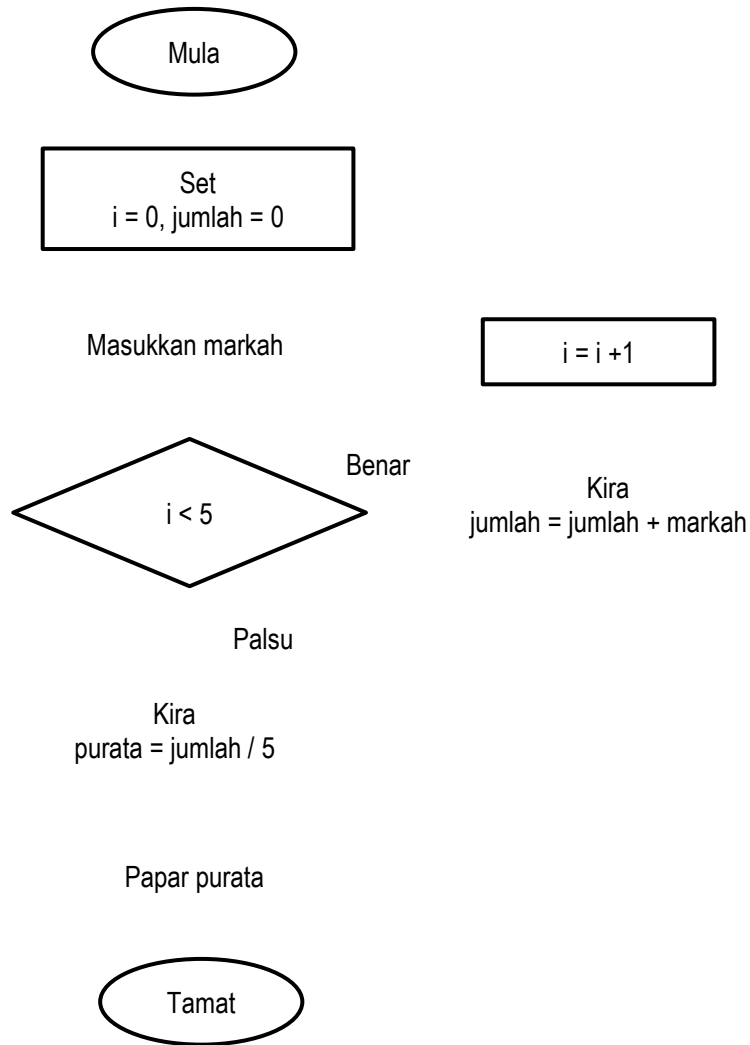 Mula
Set
i = 0, jumlah = 0
Masukkan markah
i = i +1
i < 5
Benar
Kira
jumlah = jumlah + markah
Palsu
Kira
purata = jumlah / 5
Papar purata
Tamat